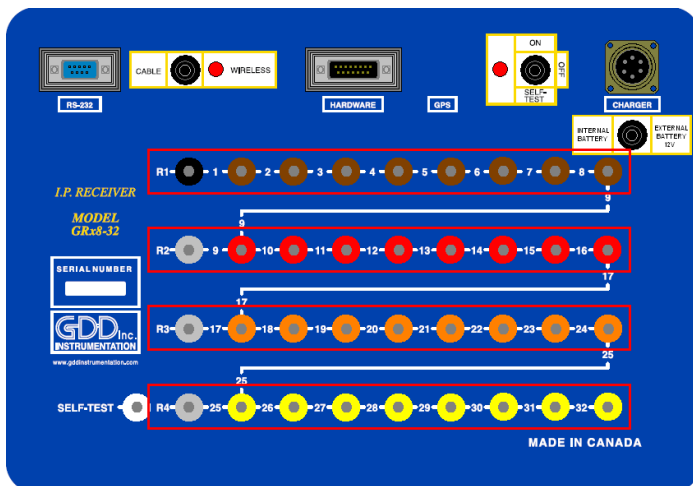 ON
CABLE
WIRELESS
OFF
SELF-
TEST
RS-232
HARDWARE
GPS
CHARGER
INTERNAL
BATTERY
EXTERNAL
BATTERY
12V
R1 1 2 3 4 5 6 7 8
9
I.P. RECEIVER
MODEL
GRx8-32
9
R2 9 10 11 12 13 14 15 16
17
SERIAL NUMBER
17
R3 17 18 19 20 21 22 23 24
GDD Inc.
INSTRUMENTATION
25
www.gddinstrumentation.com
25
SELF-TEST R4 25 26 27 28 29 30 31 32
MADE IN CANADA